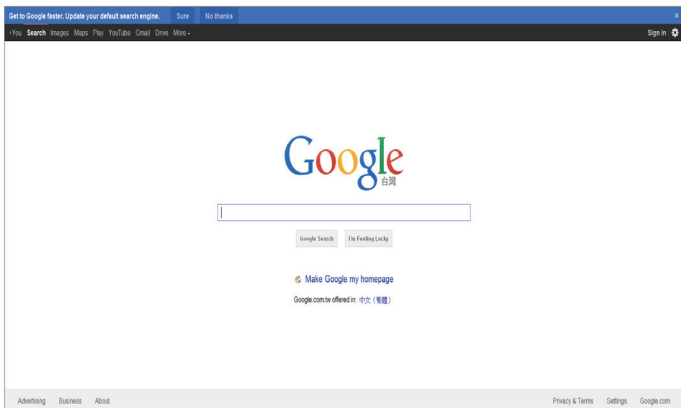 Get to Google faster. Update your default search engine. Sure No thanks x
+You Search Images Maps Play YouTube Gmail Drive More
Sign in
Google
台灣
Google Search I'm Feeling Lucky
Make Google my homepage
Google.com.tw offered in: 中文（繁體）
Advertising Business About Privacy & Terms Settings Google.com